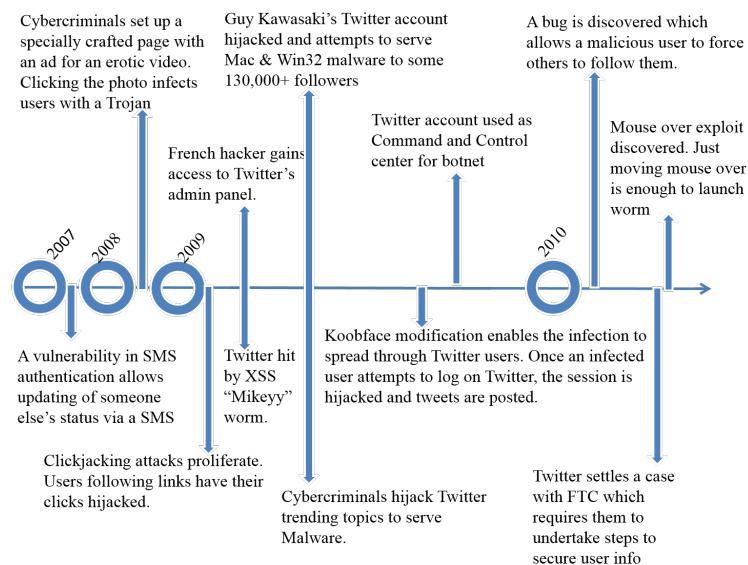 Cybercriminals set up a
specially crafted page with
an ad for an erotic video.
Clicking the photo infects
users with a Trojan
Guy Kawasaki’s Twitter account
hijacked and attempts to serve
Mac & Win32 malware to some
130,000+ followers
A bug is discovered which
allows a malicious user to force
others to follow them.
French hacker gains
access to Twitter’s
admin panel.
Twitter account used as
Command and Control
center for botnet
Mouse over exploit
discovered. Just
moving mouse over
is enough to launch
worm
2007
2008
2009
2010
A vulnerability in SMS
authentication allows
updating of someone
else’s status via a SMS
Twitter hit
by XSS
“Mikeyy”
worm.
Koobface modification enables the infection to
spread through Twitter users. Once an infected
user attempts to log on Twitter, the session is
hijacked and tweets are posted.
Clickjacking attacks proliferate.
Users following links have their
clicks hijacked.
Cybercriminals hijack Twitter
trending topics to serve
Malware.
Twitter settles a case
with FTC which
requires them to
undertake steps to
secure user info